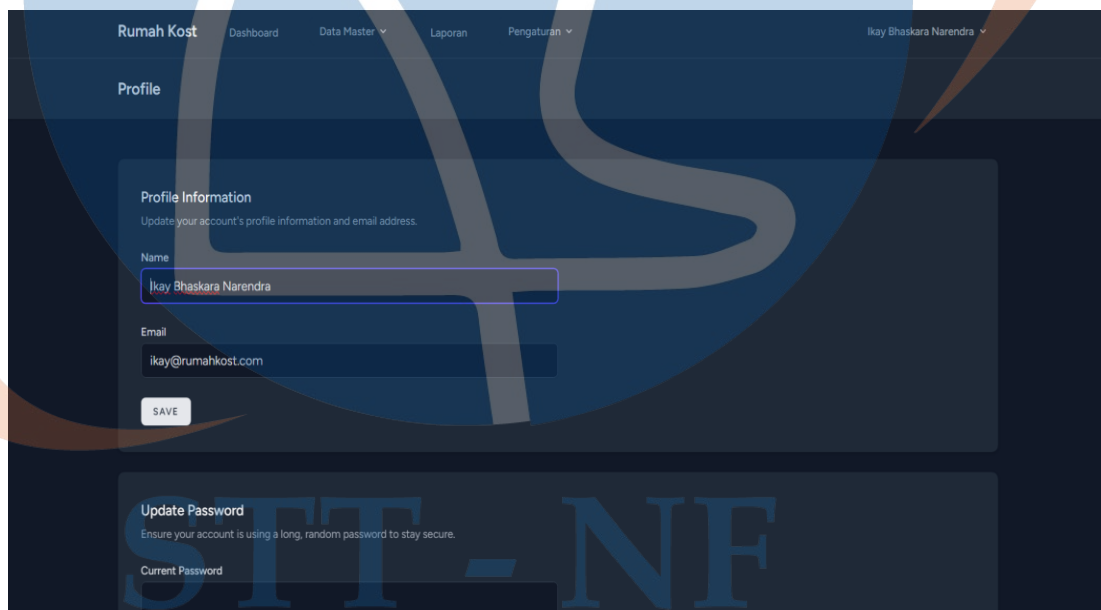 Rumah Kost Dashboard Data Master Laporan Pengaturan Ikay Bhaskara Narendra
Profile
Profile Information
Update your account's profile information and email address.
Name
Ikay Bhaskara Narendra
Email
ikay@rumahkost.com
SAVE
Update Password
Ensure your account is using a long, random password to stay secure.
Current Password
STT - NF